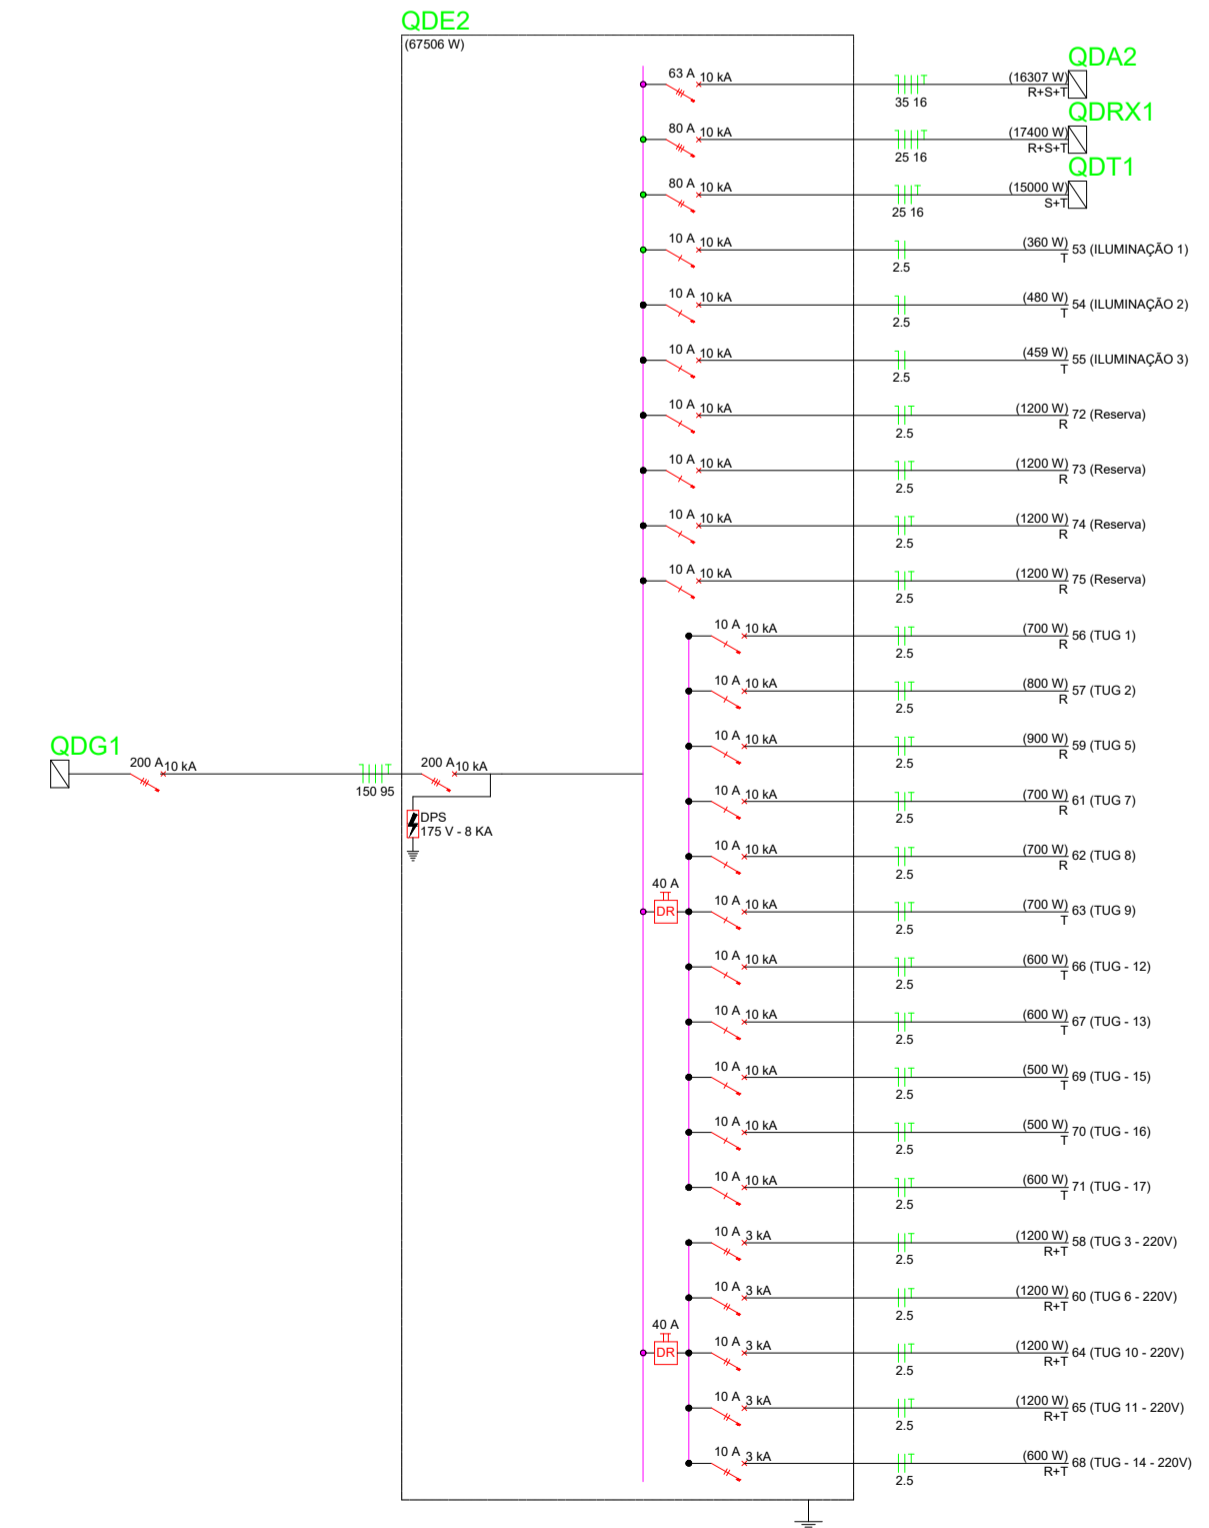 QDE2
(67506 W)
63 A 10 kA 35 16 (16307 W) R+S+T QDA2
80 A 10 kA 25 16 (17400 W) R+S+T QDRX1
80 A 10 kA 25 16 (15000 W) S+T QDT1
10 A 10 kA 2.5 (360 W) T 53 (ILUMINAÇÃO 1)
10 A 10 kA 2.5 (480 W) T 54 (ILUMINAÇÃO 2)
10 A 10 kA 2.5 (459 W) T 55 (ILUMINAÇÃO 3)
10 A 10 kA 2.5 (1200 W) R 72 (Reserva)
10 A 10 kA 2.5 (1200 W) R 73 (Reserva)
10 A 10 kA 2.5 (1200 W) R 74 (Reserva)
10 A 10 kA 2.5 (1200 W) R 75 (Reserva)
10 A 10 kA 2.5 (700 W) R 56 (TUG 1)
10 A 10 kA 2.5 (800 W) R 57 (TUG 2)
10 A 10 kA 2.5 (900 W) R 59 (TUG 5)
QDG1
200 A 10 kA 150 95 200 A 10 kA
DPS
175 V - 8 KA
10 A 10 kA 2.5 (700 W) R 61 (TUG 7)
10 A 10 kA 2.5 (700 W) R 62 (TUG 8)
40 A
DR
10 A 10 kA 2.5 (700 W) T 63 (TUG 9)
10 A 10 kA 2.5 (600 W) T 66 (TUG - 12)
10 A 10 kA 2.5 (600 W) T 67 (TUG - 13)
10 A 10 kA 2.5 (500 W) T 69 (TUG - 15)
10 A 10 kA 2.5 (500 W) T 70 (TUG - 16)
10 A 10 kA 2.5 (600 W) T 71 (TUG - 17)
10 A 3 kA 2.5 (1200 W) R+T 58 (TUG 3 - 220V)
10 A 3 kA 2.5 (1200 W) R+T 60 (TUG 6 - 220V)
40 A
DR
10 A 3 kA 2.5 (1200 W) R+T 64 (TUG 10 - 220V)
10 A 3 kA 2.5 (1200 W) R+T 65 (TUG 11 - 220V)
10 A 3 kA 2.5 (600 W) R+T 68 (TUG - 14 - 220V)